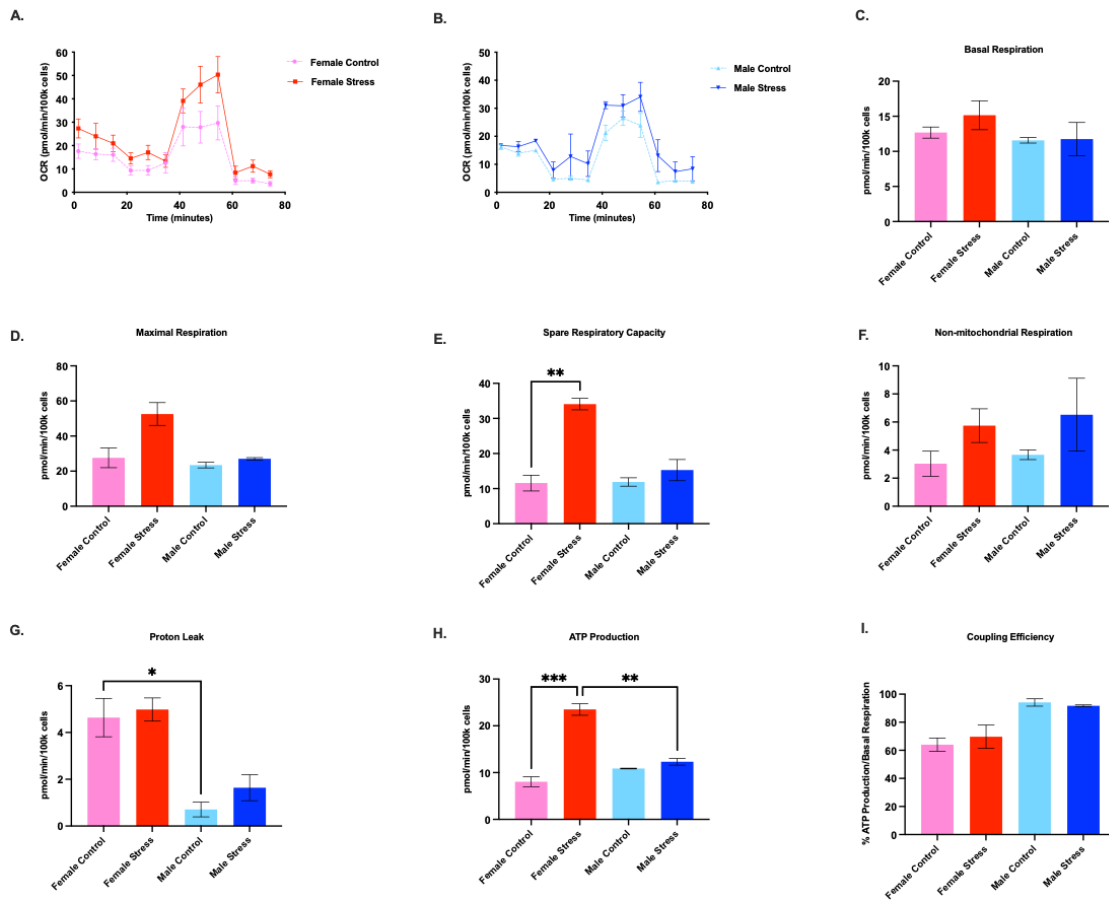 A.
OCR (pmol/min/100k cells)
60
50
40
30
20
10
0
0
20
40
60
80
Time (minutes)
Female Control
Female Stress
B.
OCR (pmol/min/100k cells)
50
40
30
20
10
0
0
20
40
60
80
Time (minutes)
Male Control
Male Stress
C.
Basal Respiration
pmol/min/100k cells
20
15
10
5
0
Female Control
Female Stress
Male Control
Male Stress
D.
Maximal Respiration
pmol/min/100k cells
80
60
40
20
0
Female Control
Female Stress
Male Control
Male Stress
E.
Spare Respiratory Capacity
pmol/min/100k cells
40
30
20
10
0
**
Female Control
Female Stress
Male Control
Male Stress
F.
Non-mitochondrial Respiration
pmol/min/100k cells
10
8
6
4
2
0
Female Control
Female Stress
Male Control
Male Stress
G.
Proton Leak
pmol/min/100k cells
6
4
2
0
*
Female Control
Female Stress
Male Control
Male Stress
H.
ATP Production
pmol/min/100k cells
30
20
10
0
***
**
Female Control
Female Stress
Male Control
Male Stress
I.
Coupling Efficiency
% ATP Production/Basal Respiration
100
80
60
40
20
0
Female Control
Female Stress
Male Control
Male Stress